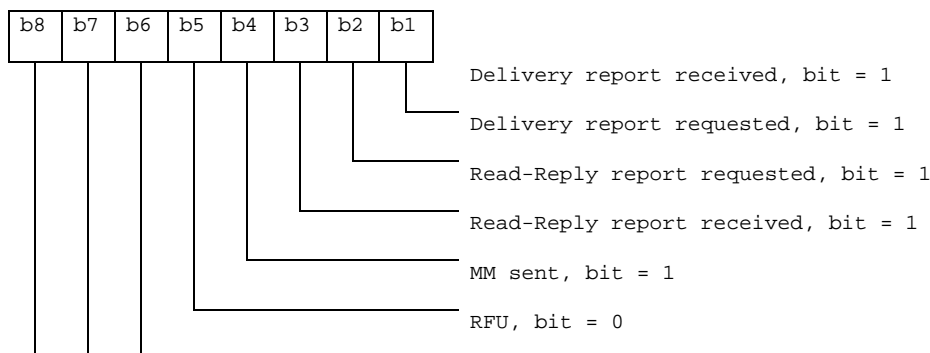 b8 b7 b6 b5 b4 b3 b2 b1
Delivery report received, bit = 1
Delivery report requested, bit = 1
Read-Reply report requested, bit = 1
Read-Reply report received, bit = 1
MM sent, bit = 1
RFU, bit = 0